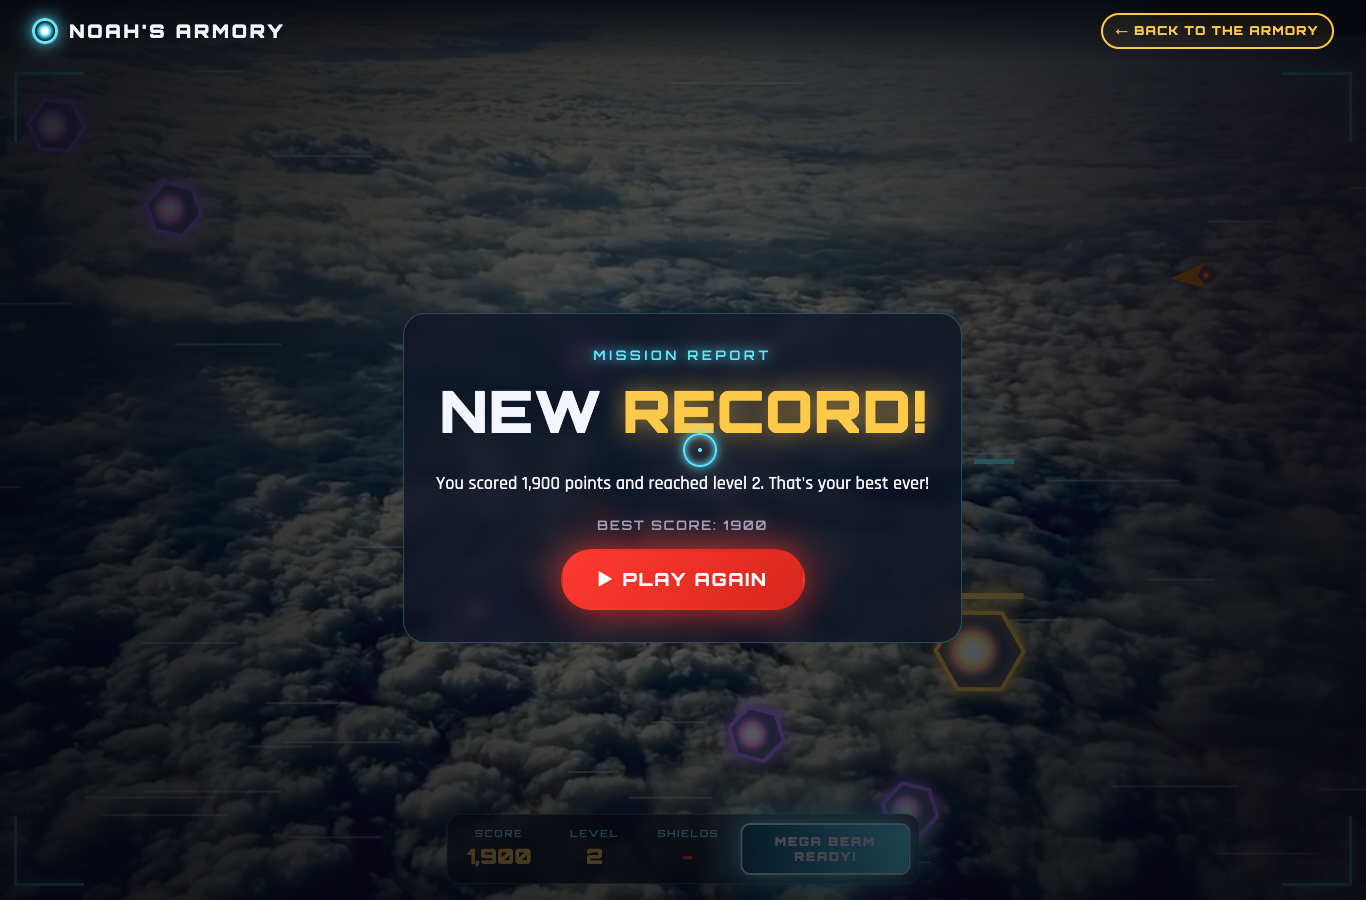 NOAH'S ARMORY
← BACK TO THE ARMORY
MISSION REPORT
NEW RECORD!
You scored 1,900 points and reached level 2. That's your best ever!
BEST SCORE: 1900
▶ PLAY AGAIN
SCORE
1,900
LEVEL
2
SHIELDS
-
MEGA BEAM
READY!